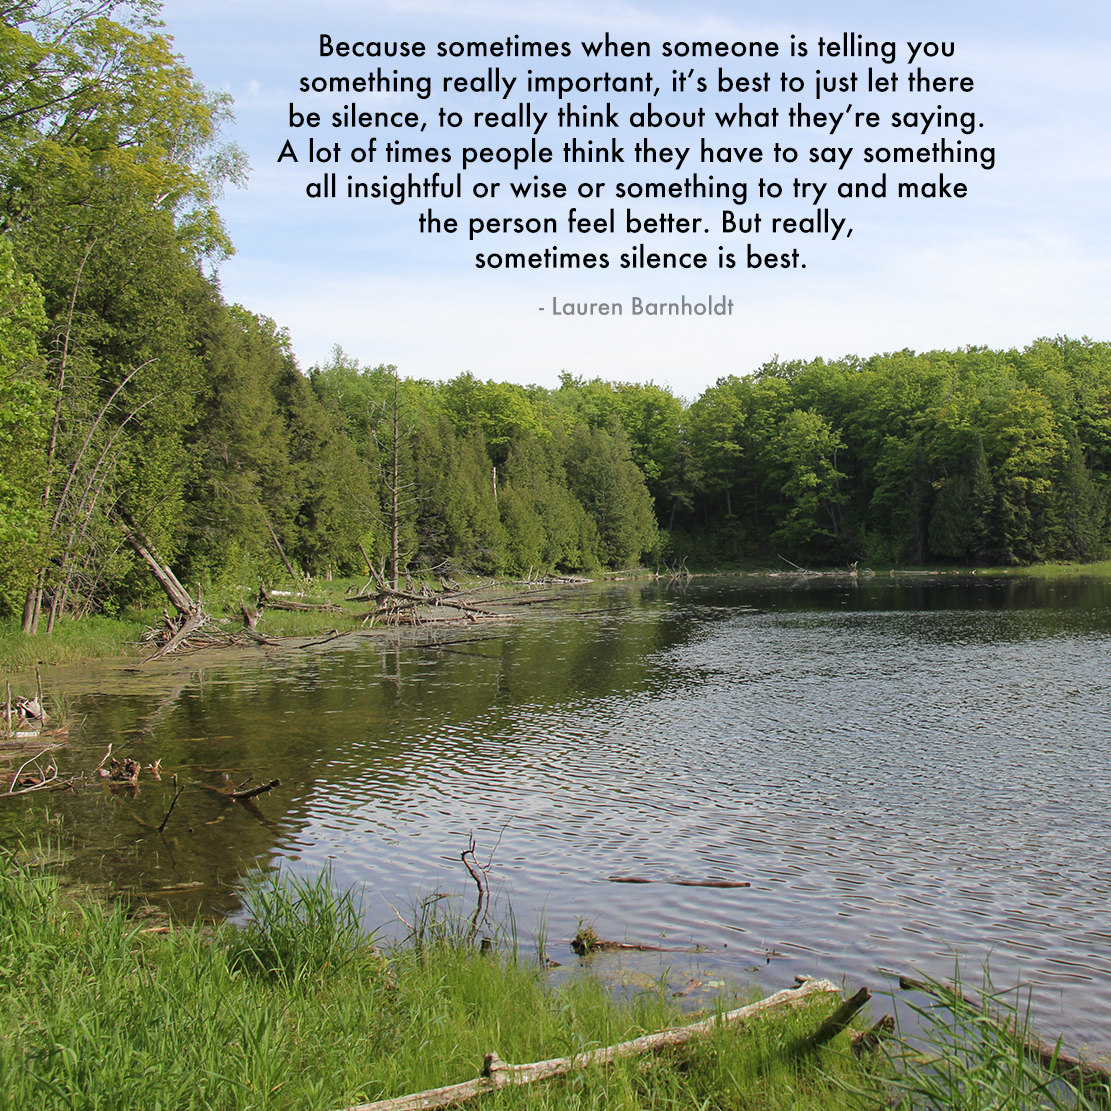 Because sometimes when someone is telling you
something really important, it’s best to just let there
be silence, to really think about what they’re saying.
A lot of times people think they have to say something
all insightful or wise or something to try and make
the person feel better. But really,
sometimes silence is best.
- Lauren Barnholdt